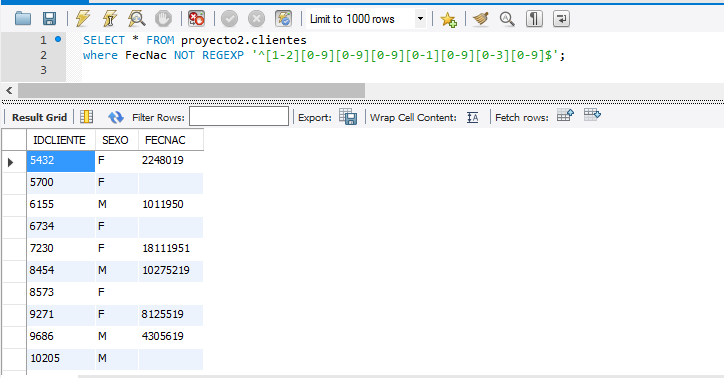 Limit to 1000 rows
1 SELECT * FROM proyecto2.clientes
2 where FecNac NOT REGEXP '^[1-2][0-9][0-9][0-9][0-1][0-9][0-3][0-9]$';
3
Result Grid Filter Rows: Export: Wrap Cell Content: IA Fetch rows:
IDCLIENTE SEXO FECNAC
5432 F 2248019
5700 F
6155 M 1011950
6734 F
7230 F 18111951
8454 M 10275219
8573 F
9271 F 8125519
9686 M 4305619
10205 M